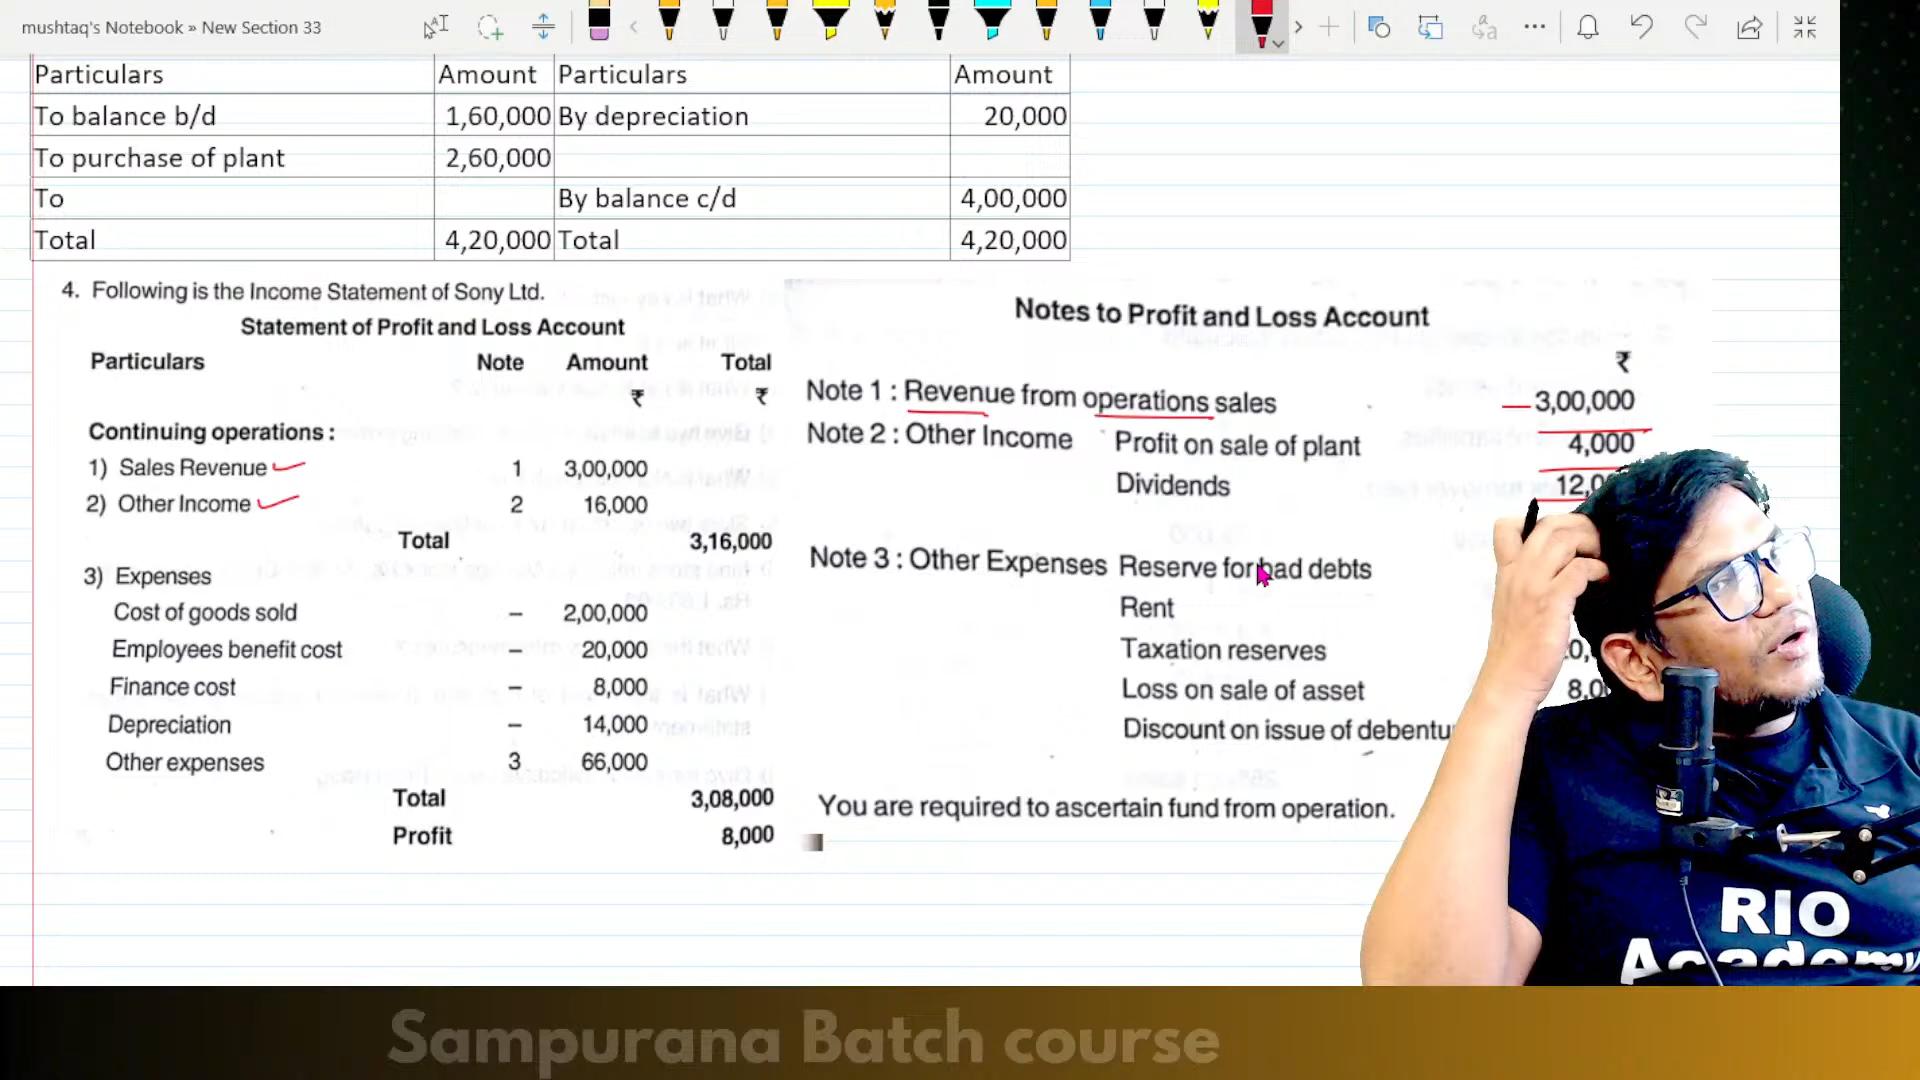 mushtaq's Notebook » New Section 33
Particulars Amount Particulars Amount
To balance b/d 1,60,000 By depreciation 20,000
To purchase of plant 2,60,000
To By balance c/d 4,00,000
Total 4,20,000 Total 4,20,000
4. Following is the Income Statement of Sony Ltd.
Statement of Profit and Loss Account
Particulars Note Amount Total
₹ ₹
Continuing operations :
1) Sales Revenue 1 3,00,000
2) Other Income 2 16,000
Total 3,16,000
3) Expenses
Cost of goods sold – 2,00,000
Employees benefit cost – 20,000
Finance cost – 8,000
Depreciation – 14,000
Other expenses 3 66,000
Total 3,08,000
Profit 8,000
Notes to Profit and Loss Account
₹
Note 1 : Revenue from operations sales 3,00,000
Note 2 : Other Income Profit on sale of plant 4,000
Dividends
Note 3 : Other Expenses Reserve for bad debts
Rent
Taxation reserves
Loss on sale of asset
Discount on issue of
You are required to ascertain fund from operation.
RIO
Academy
Sampurana Batch course